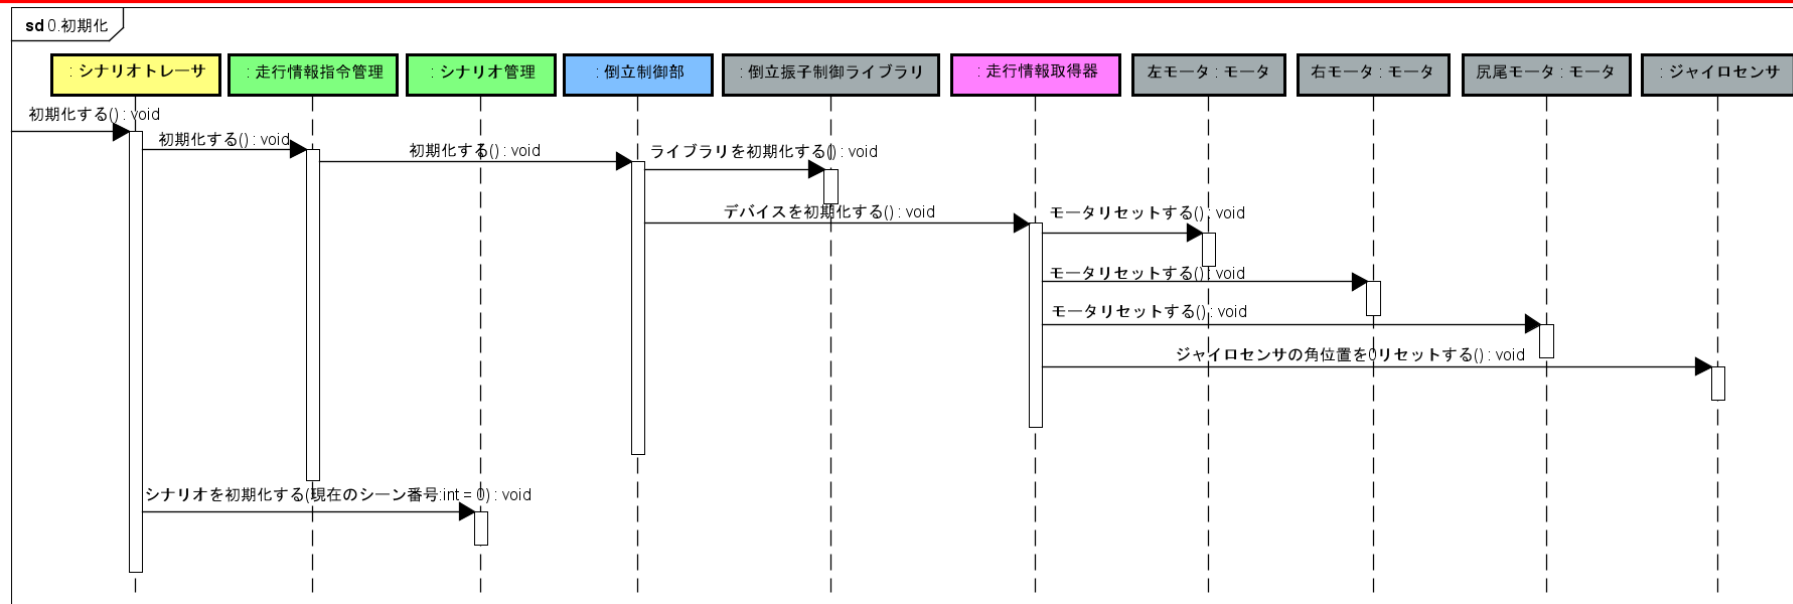 sd 0.初期化
: シナリオトレーサ
: 走行情報指令管理
: シナリオ管理
: 倒立制御部
: 倒立振子制御ライブラリ
: 走行情報取得器
左モータ : モータ
右モータ : モータ
尻尾モータ : モータ
: ジャイロセンサ
初期化する() : void
初期化する() : void
初期化する() : void
ライブラリを初期化する() : void
デバイスを初期化する() : void
モータリセットする() : void
モータリセットする() : void
モータリセットする() : void
ジャイロセンサの角位置を0リセットする() : void
シナリオを初期化する(現在のシーン番号:int = 0) : void